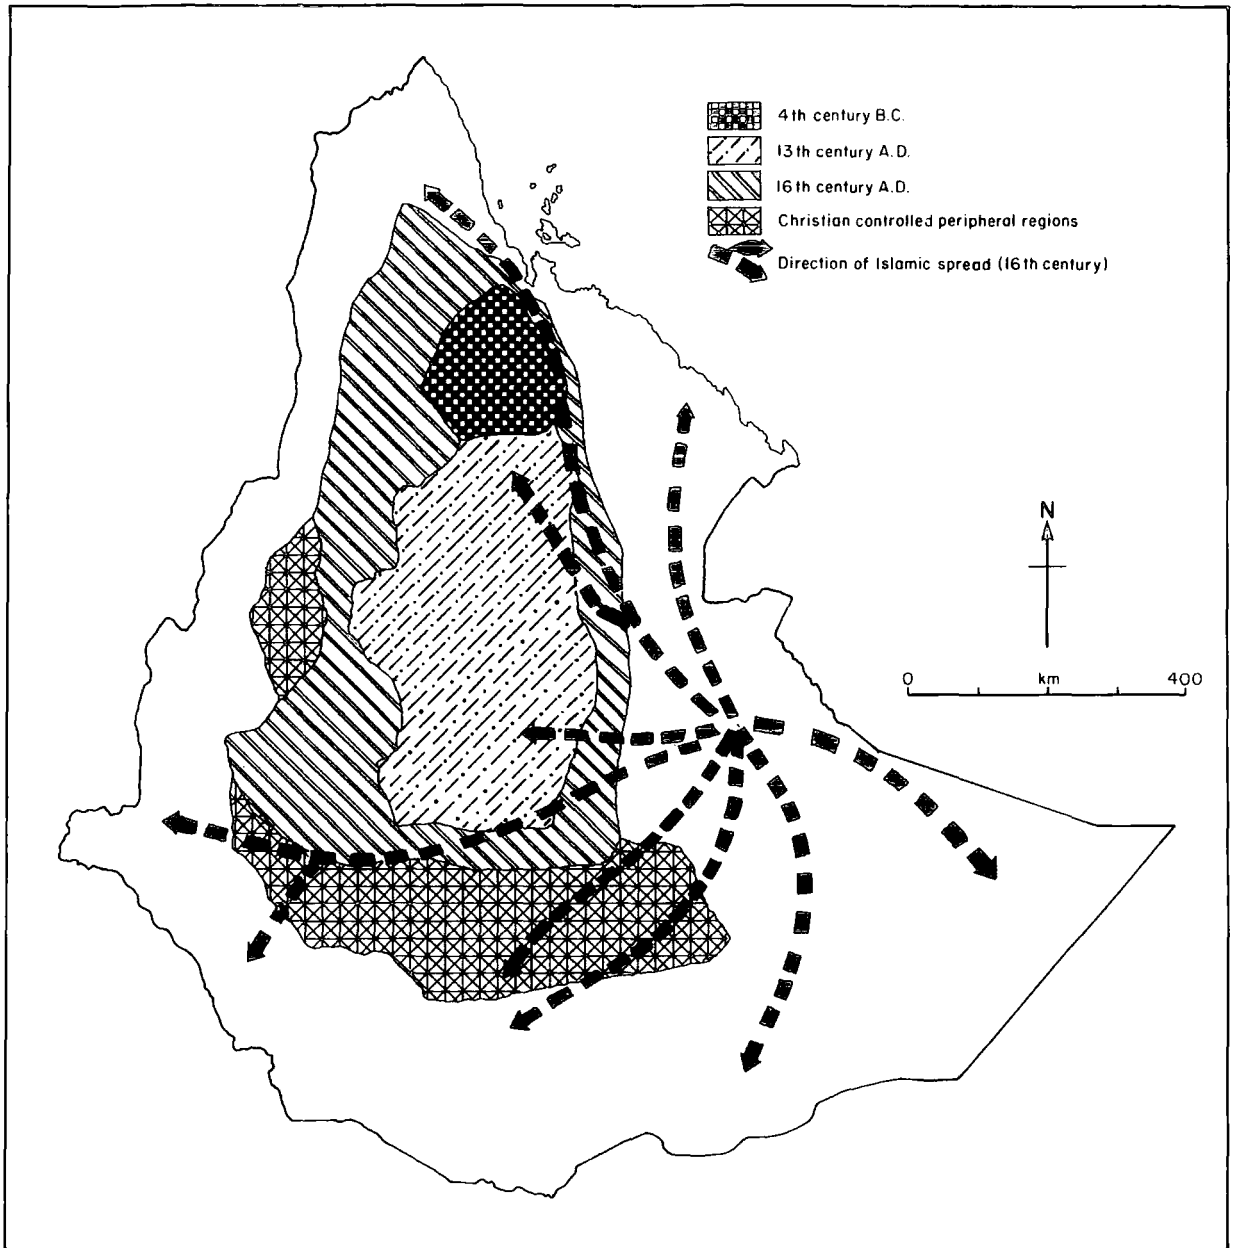 4th century B.C.
13th century A.D.
16th century A.D.
Christian controlled peripheral regions
Direction of Islamic spread (16th century)
N
0 km 400